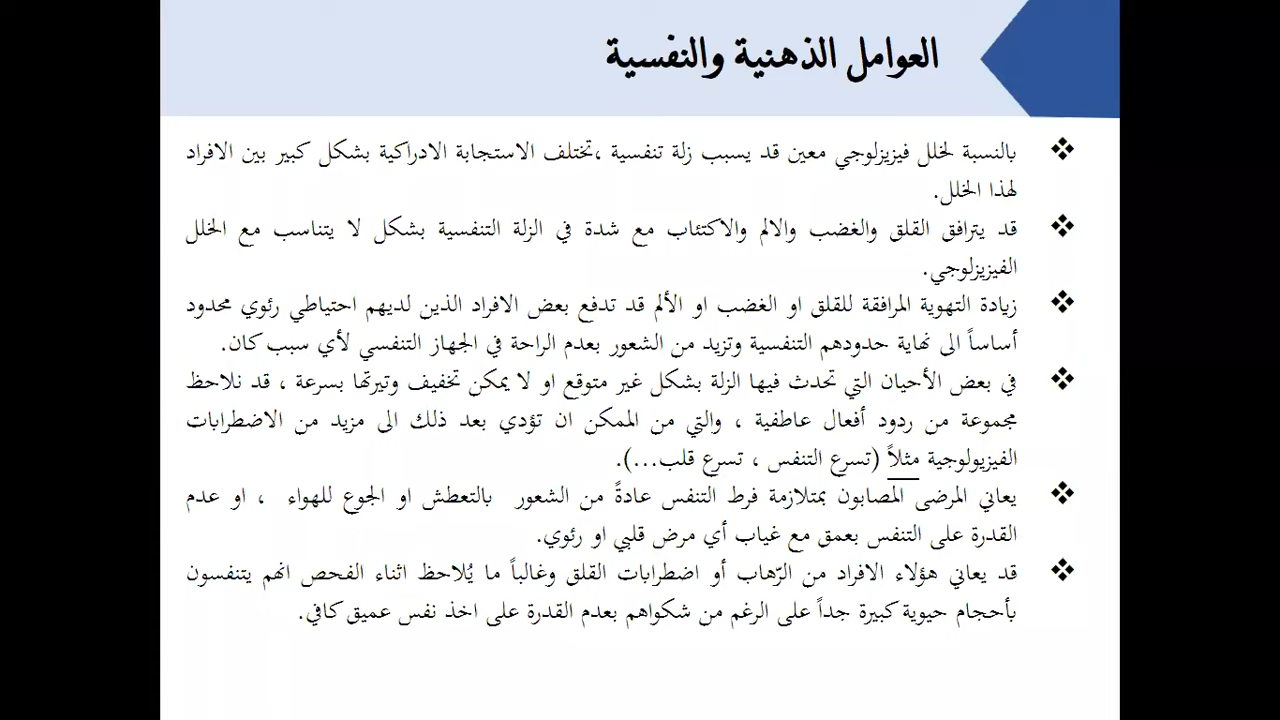 العوامل الذهنية والنفسية
بالنسبة لخلل فيزيزلوجي معين قد يسبب زلة تنفسية ،تختلف الاستجابة الادراكية بشكل كبير بين الافراد
لهذا الخلل.
قد يترافق القلق والغضب والالم والاكتئاب مع شدة في الزلة التنفسية بشكل لا يتناسب مع الخلل
الفيزيزلوجي.
زيادة التهوية المرافقة للقلق او الغضب او الألم قد تدفع بعض الافراد الذين لديهم احتياطي رئوي محدود
أساساً الى نهاية حدودهم التنفسية وتزيد من الشعور بعدم الراحة في الجهاز التنفسي لأي سبب كان.
في بعض الأحيان التي تحدث فيها الزلة بشكل غير متوقع او لا يمكن تخفيف وتيرتها بسرعة ، قد نلاحظ
مجموعة من ردود أفعال عاطفية ، والتي من الممكن ان تؤدي بعد ذلك الى مزيد من الاضطرابات
الفيزيولوجية مثلاً (تسرع التنفس ، تسرع قلب...).
يعاني المرضى المصابون بمتلازمة فرط التنفس عادةً من الشعور بالتعطش او الجوع للهواء ، او عدم
القدرة على التنفس بعمق مع غياب أي مرض قلبي او رئوي.
قد يعاني هؤلاء الافراد من الرّهاب أو اضطرابات القلق وغالباً ما يُلاحظ اثناء الفحص انهم يتنفسون
بأحجام حيوية كبيرة جداً على الرغم من شكواهم بعدم القدرة على اخذ نفس عميق كافي.